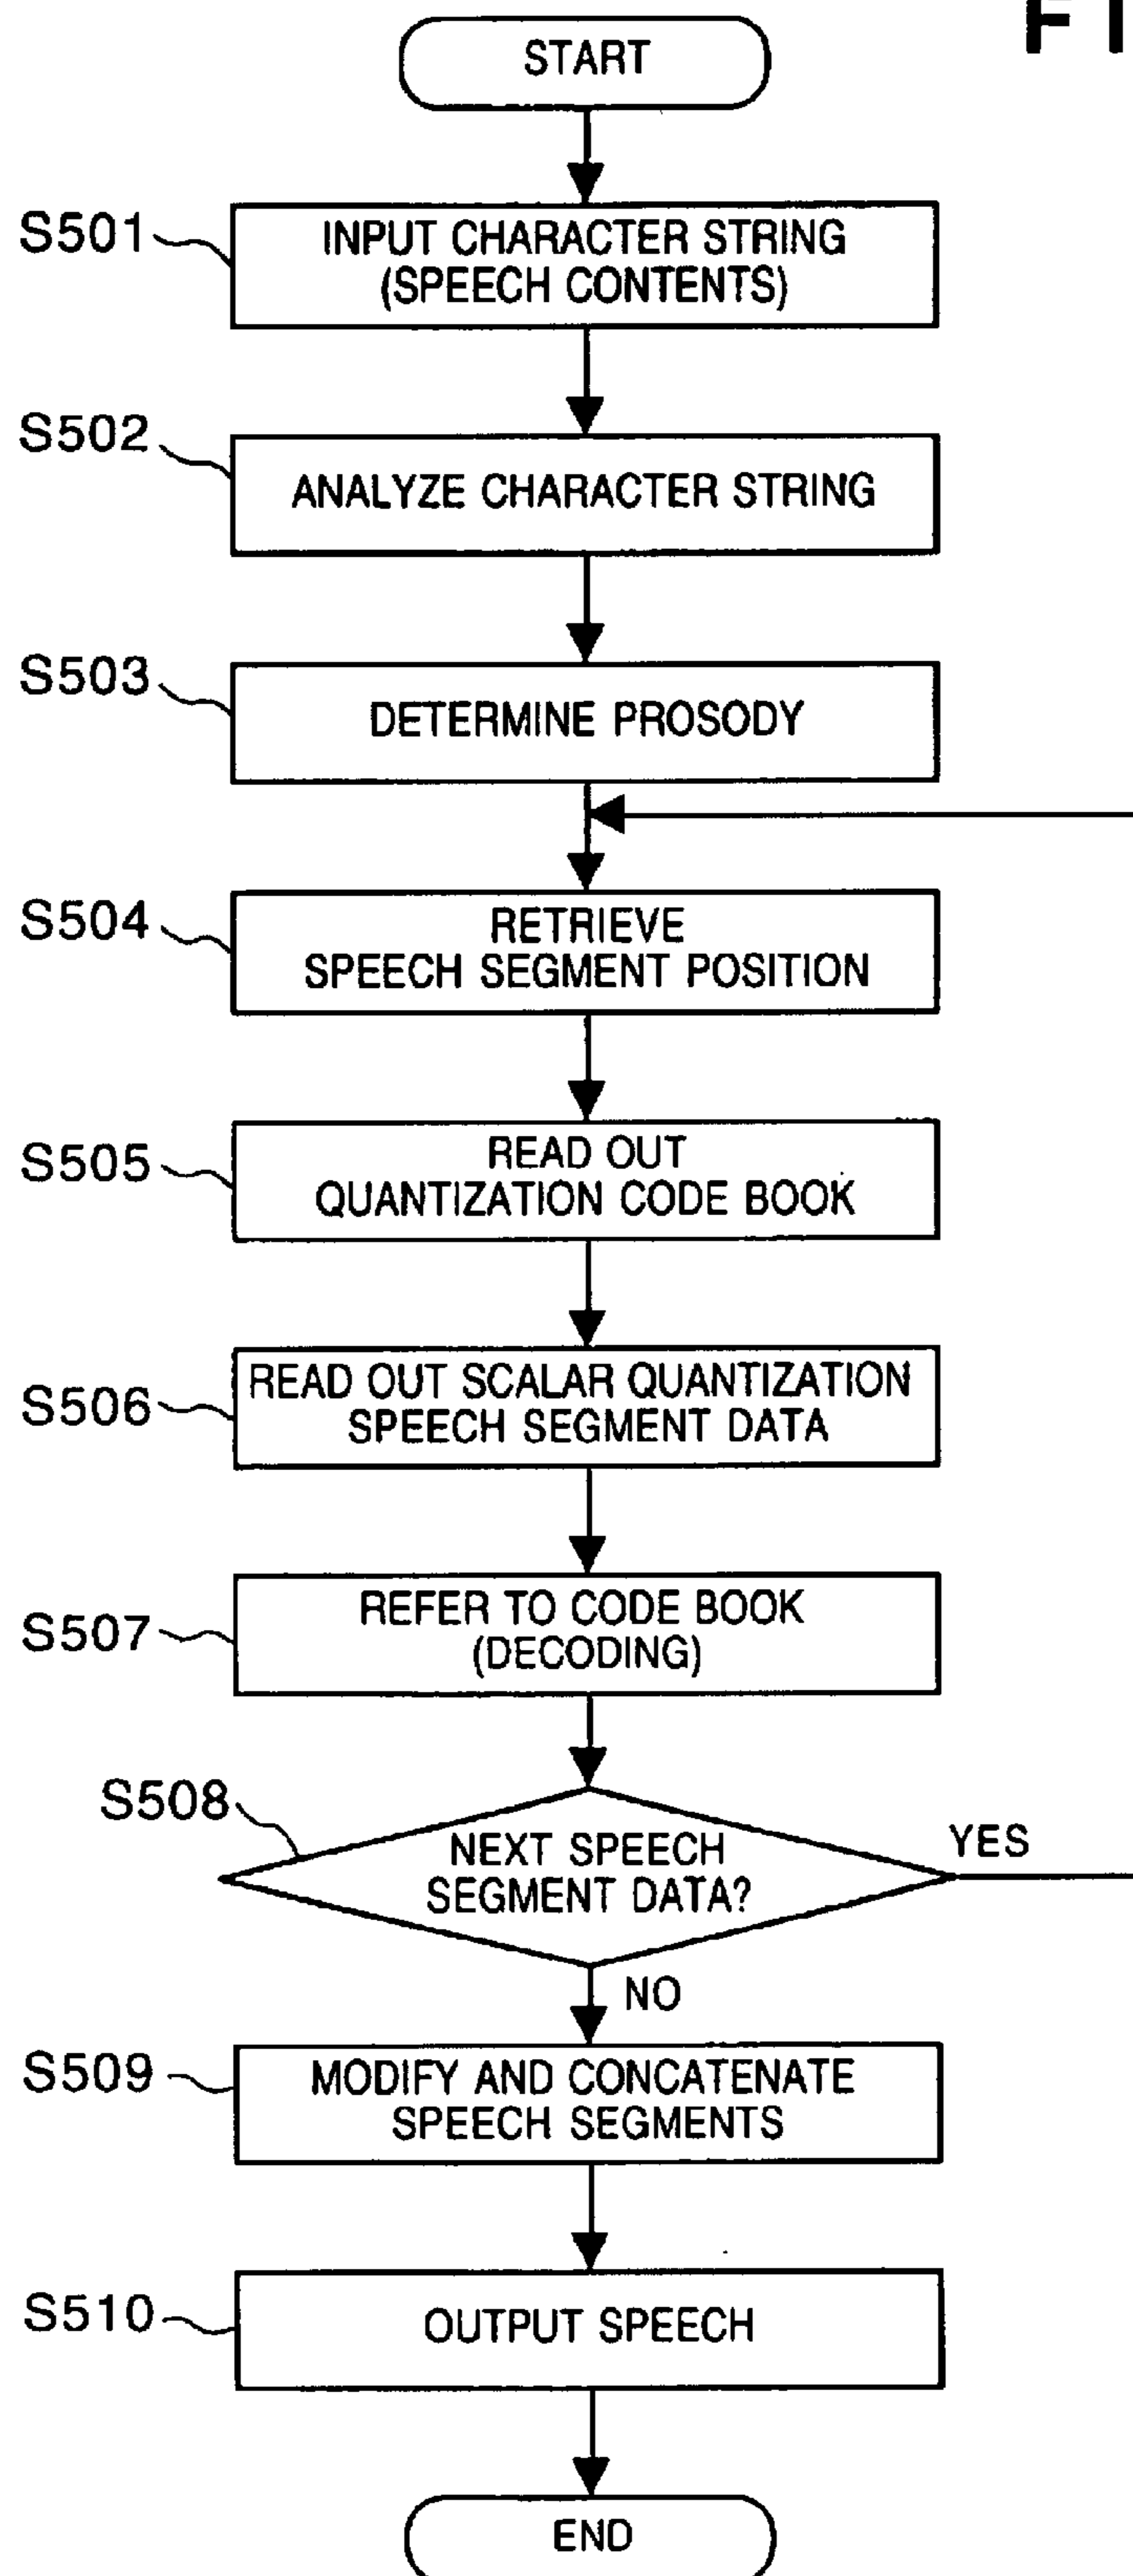 FI
START
S501
INPUT CHARACTER STRING
(SPEECH CONTENTS)
S502
ANALYZE CHARACTER STRING
S503
DETERMINE PROSODY
S504
RETRIEVE
SPEECH SEGMENT POSITION
S505
READ OUT
QUANTIZATION CODE BOOK
S506
READ OUT SCALAR QUANTIZATION
SPEECH SEGMENT DATA
S507
REFER TO CODE BOOK
(DECODING)
S508
NEXT SPEECH
SEGMENT DATA?
YES
NO
S509
MODIFY AND CONCATENATE
SPEECH SEGMENTS
S510
OUTPUT SPEECH
END